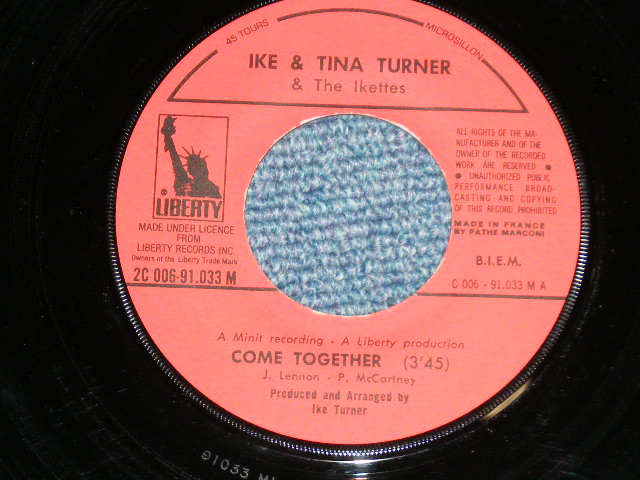 45 TOURS
MICROSILLON
IKE & TINA TURNER
& The Ikettes
® LIBERTY
MADE UNDER LICENCE
FROM
LIBERTY RECORDS INC.
Owners of the Liberty Trade Mark
2C 006-91.033 M
ALL RIGHTS OF THE MA-
NUFACTURER AND OF THE
OWNER OF THE RECORDED
WORK ARE RESERVED ●
● UNAUTHORIZED PUBLIC
PERFORMANCE BROAD-
CASTING AND COPYING
OF THIS RECORD PROHIBITED
MADE IN FRANCE
BY PATHE MARCONI
B.I.E.M.
C 006 - 91.033 M A
A Minit recording - A Liberty production
COME TOGETHER (3'45)
J. Lennon - P. McCartney
Produced and Arranged by
Ike Turner
91033 M